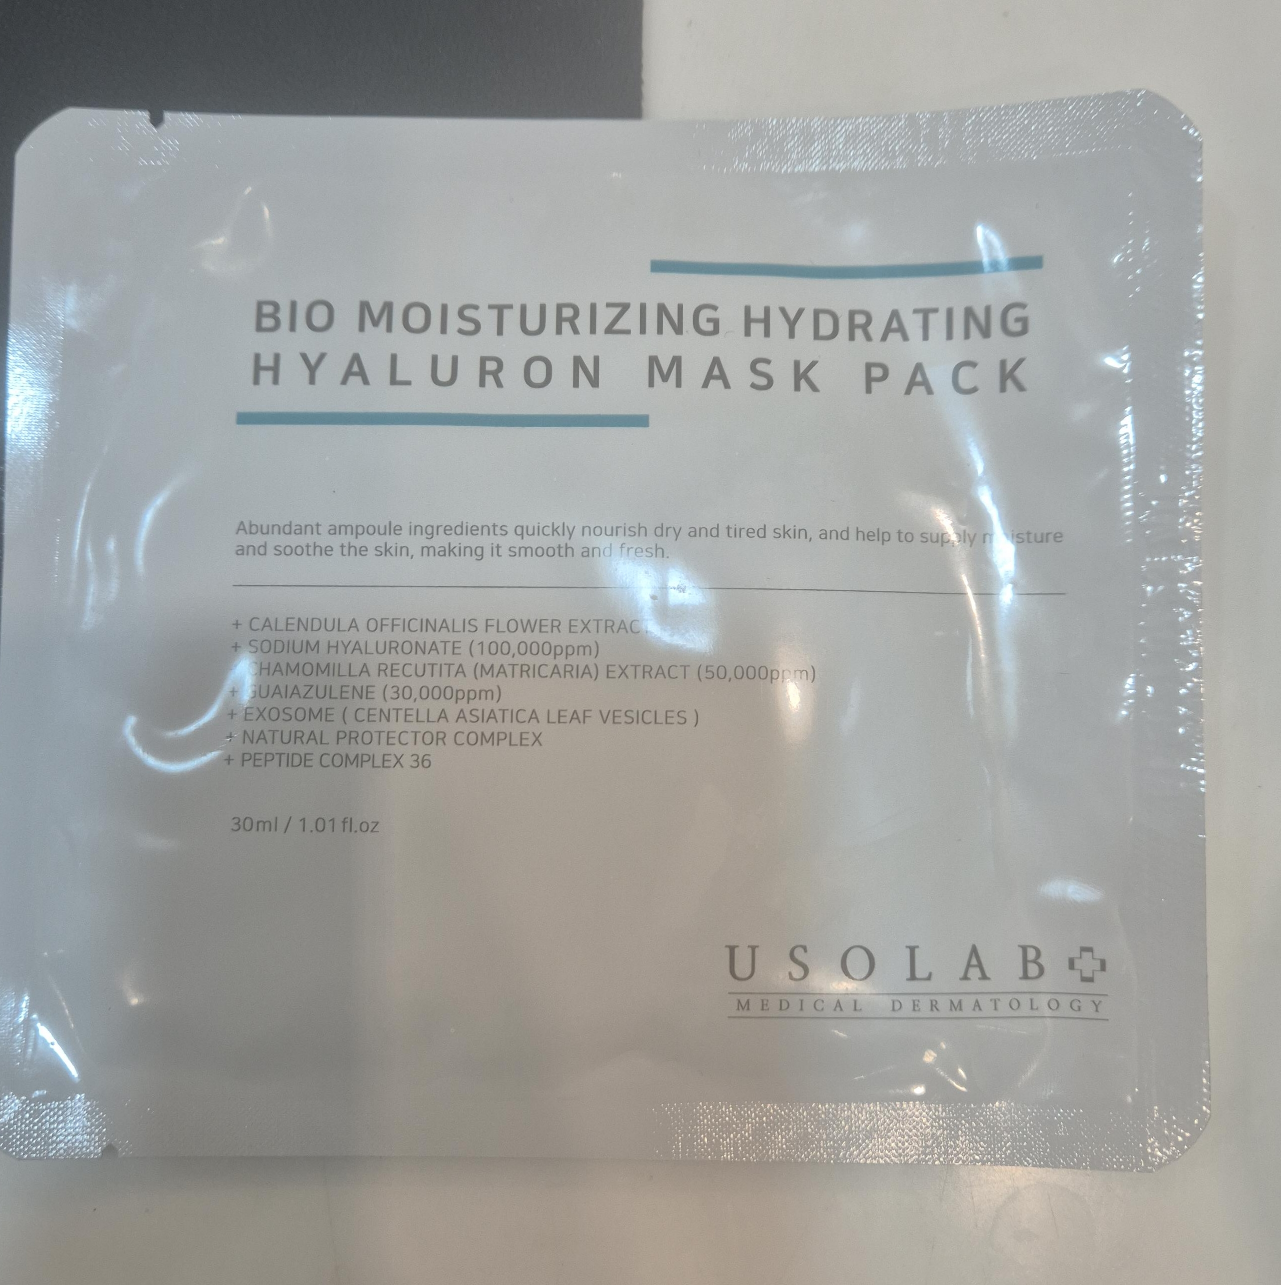 BIO MOISTURIZING HYDRATING
HYALURON MASK PACK
Abundant ampoule ingredients quickly nourish dry and tired skin, and help to supply moisture
and soothe the skin, making it smooth and fresh.
+ CALENDULA OFFICINALIS FLOWER EXTRACT
+ SODIUM HYALURONATE (100,000ppm)
CHAMOMILLA RECUTITA (MATRICARIA) EXTRACT (50,000ppm)
+ GUAIAZULENE (30,000ppm)
+ EXOSOME ( CENTELLA ASIATICA LEAF VESICLES )
+ NATURAL PROTECTOR COMPLEX
+ PEPTIDE COMPLEX 36
30ml / 1.01 fl.oz
USOLAB
MEDICAL DERMATOLOGY